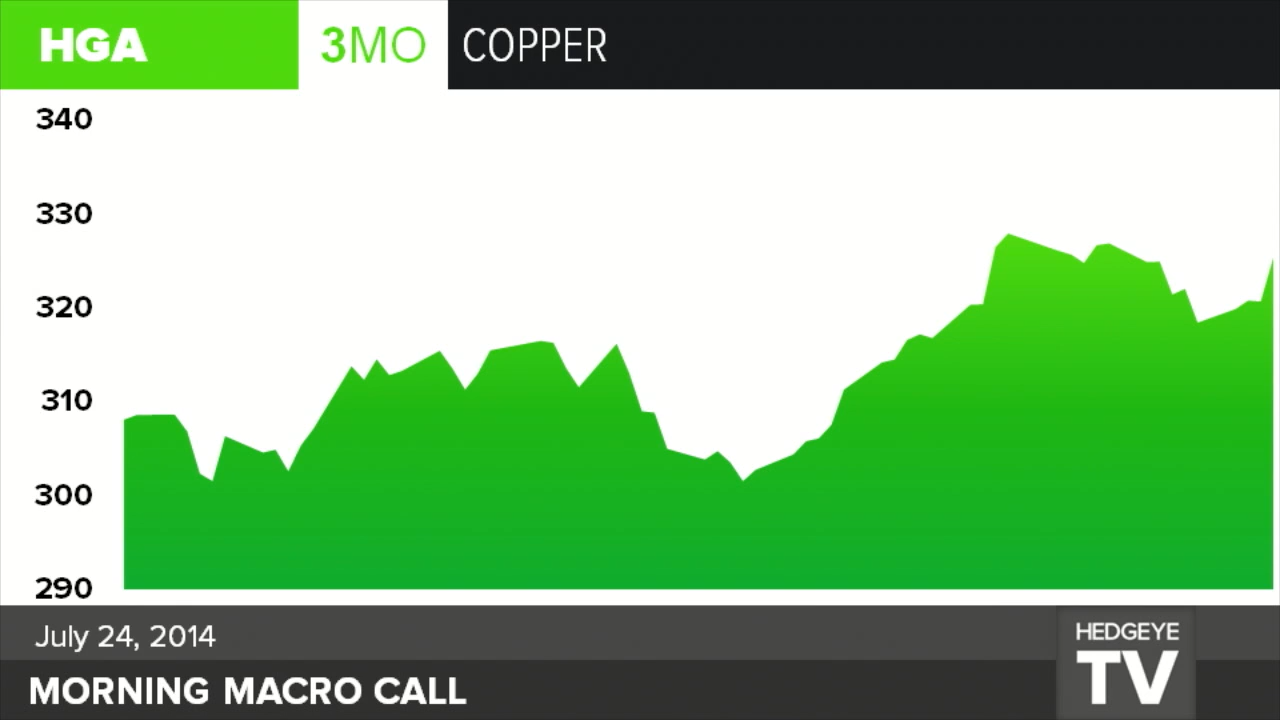 HGA 3MO COPPER
340
330
320
310
300
290
July 24, 2014
MORNING MACRO CALL
HEDGEYE
TV